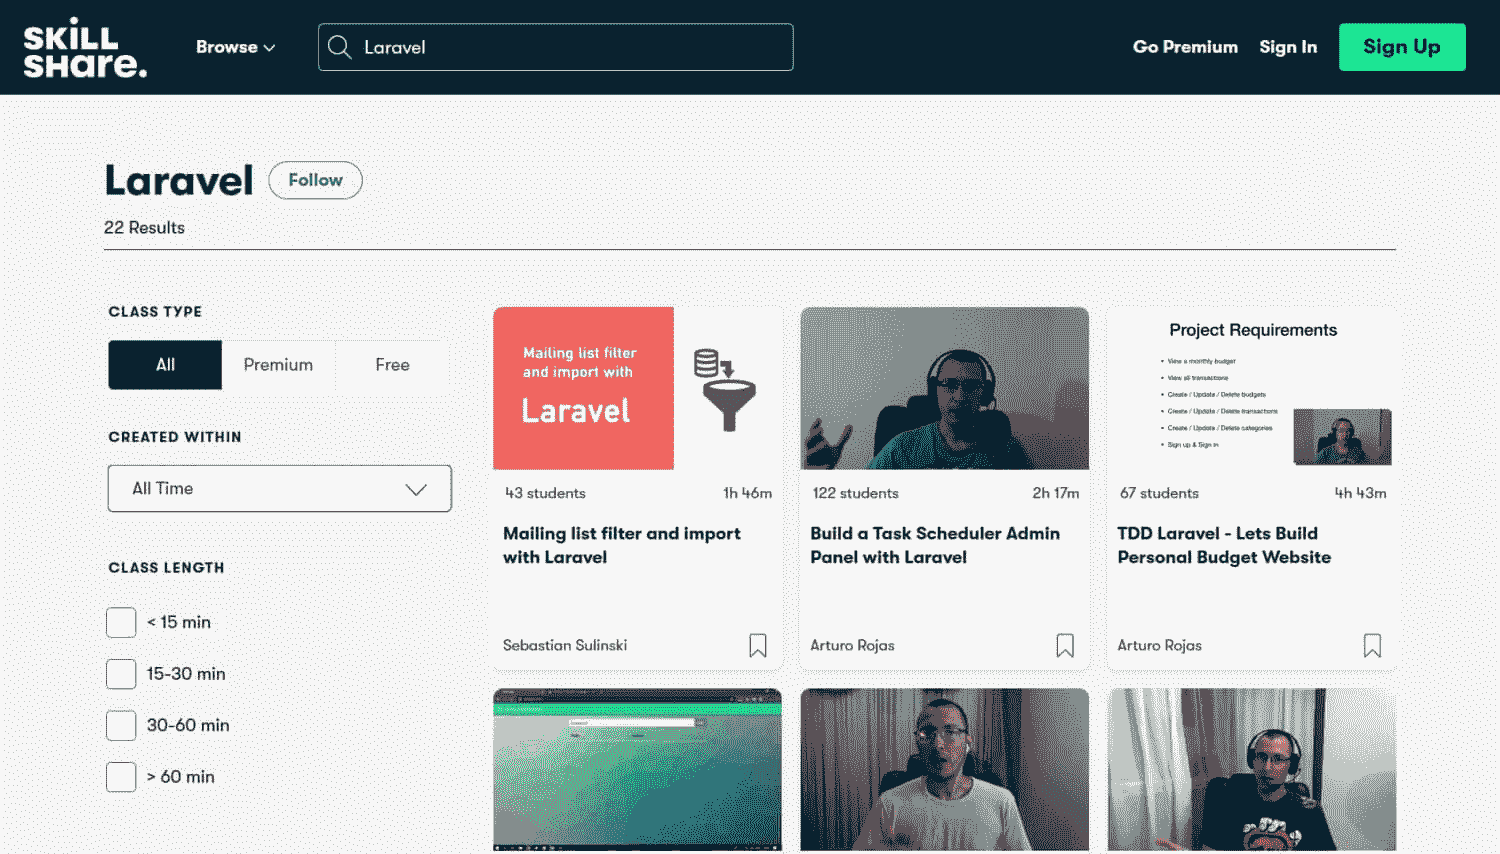 SKILL
SHare.
Browse
Laravel
Go Premium
Sign In
Sign Up
Laravel
Follow
22 Results
CLASS TYPE
All
Premium
Free
CREATED WITHIN
All Time
CLASS LENGTH
< 15 min
15-30 min
30-60 min
> 60 min
Mailing list filter
and import with
Laravel
43 students
1h 46m
Mailing list filter and import
with Laravel
Sebastian Sulinski
122 students
2h 17m
Build a Task Scheduler Admin
Panel with Laravel
Arturo Rojas
Project Requirements
• View a monthly budget
• View all transactions
• Create / Update / Delete budgets
• Create / Update / Delete transactions
• Create / Update / Delete categories
• Sign up & Sign in
67 students
4h 43m
TDD Laravel - Lets Build
Personal Budget Website
Arturo Rojas